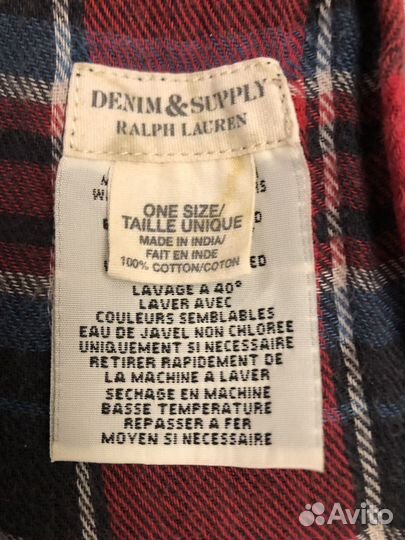 DENIM & SUPPLY
RALPH LAUREN
ONE SIZE/
TAILLE UNIQUE
MADE IN INDIA/
FAIT EN INDE
100% COTTON/COTON
LAVAGE A 40°
LAVER AVEC
COULEURS SEMBLABLES
EAU DE JAVEL NON CHLOREE
UNIQUEMENT SI NECESSAIRE
RETIRER RAPIDEMENT DE
LA MACHINE A LAVER
SECHAGE EN MACHINE
BASSE TEMPERATURE
REPASSER A FER
MOYEN SI NECESSAIRE
Avito